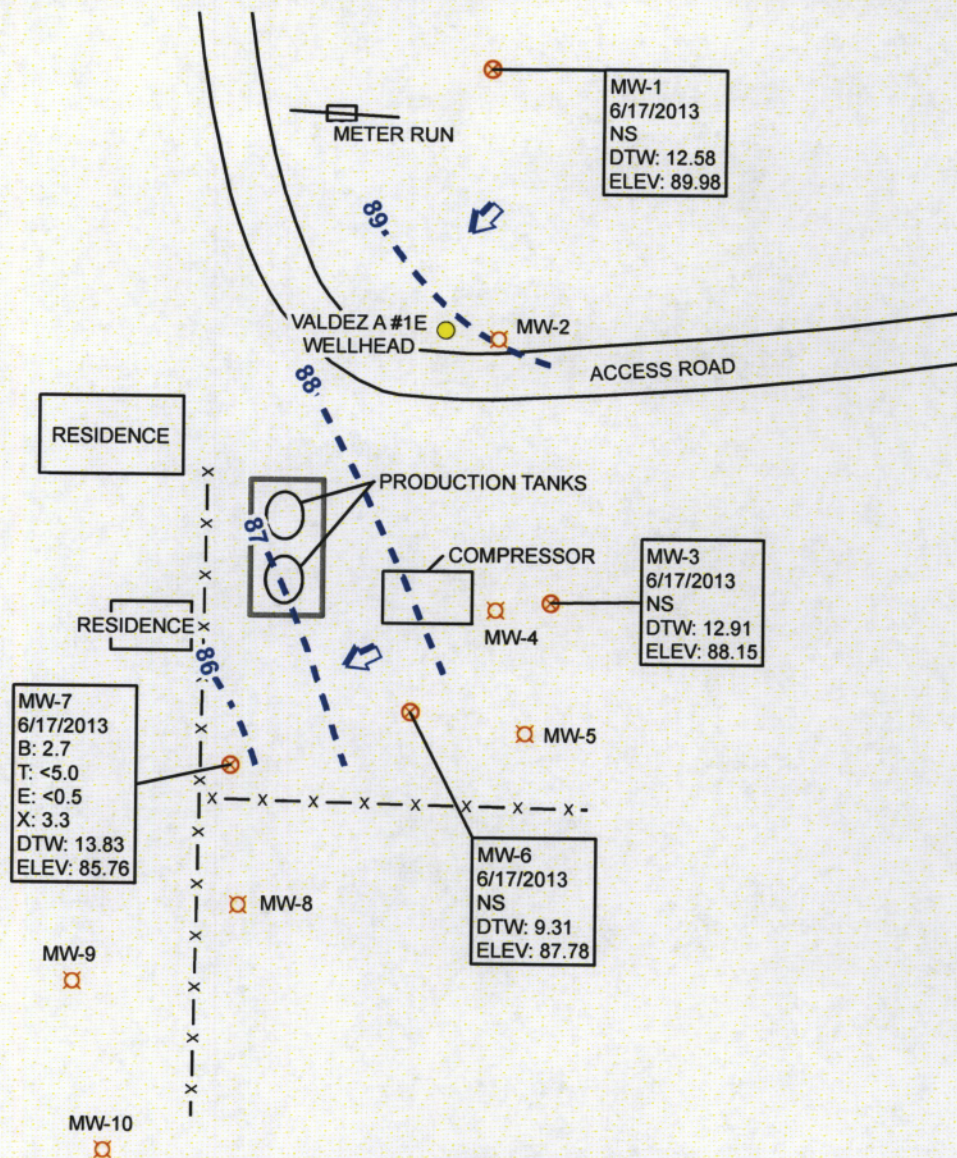 MW-1
6/17/2013
NS
DTW: 12.58
ELEV: 89.98
METER RUN
89
VALDEZ A #1E
WELLHEAD
MW-2
ACCESS ROAD
88
RESIDENCE
PRODUCTION TANKS
87
COMPRESSOR
MW-3
6/17/2013
NS
DTW: 12.91
ELEV: 88.15
RESIDENCE
MW-4
86
MW-7
6/17/2013
B: 2.7
T: <5.0
E: <0.5
X: 3.3
DTW: 13.83
ELEV: 85.76
MW-5
MW-6
6/17/2013
NS
DTW: 9.31
ELEV: 87.78
MW-8
MW-9
MW-10